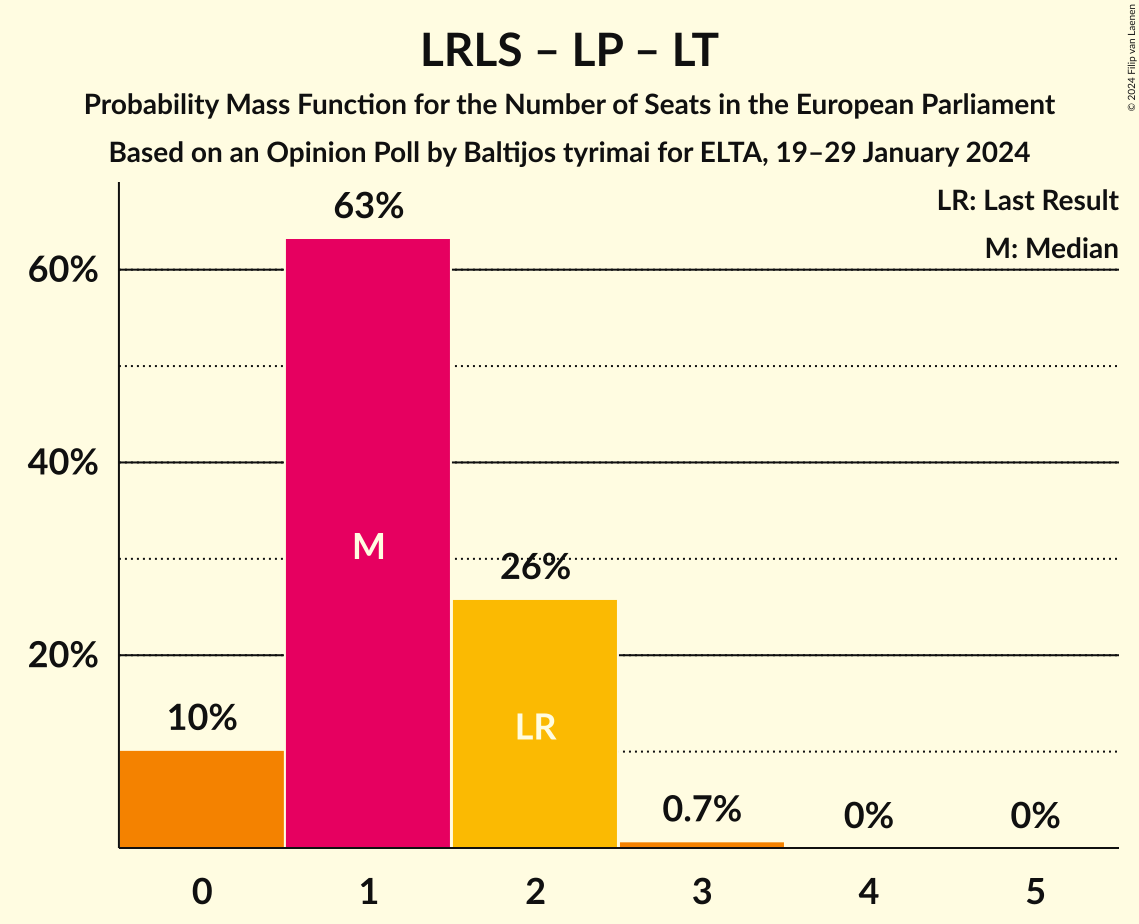 LRLS – LP – LT
Probability Mass Function for the Number of Seats in the European Parliament
Based on an Opinion Poll by Baltijos tyrimai for ELTA, 19–29 January 2024
© 2024 Filip van Laenen
LR: Last Result
M: Median
63%
60%
40%
M
26%
20%
10%
LR
0.7%
0%
0%
0
1
2
3
4
5